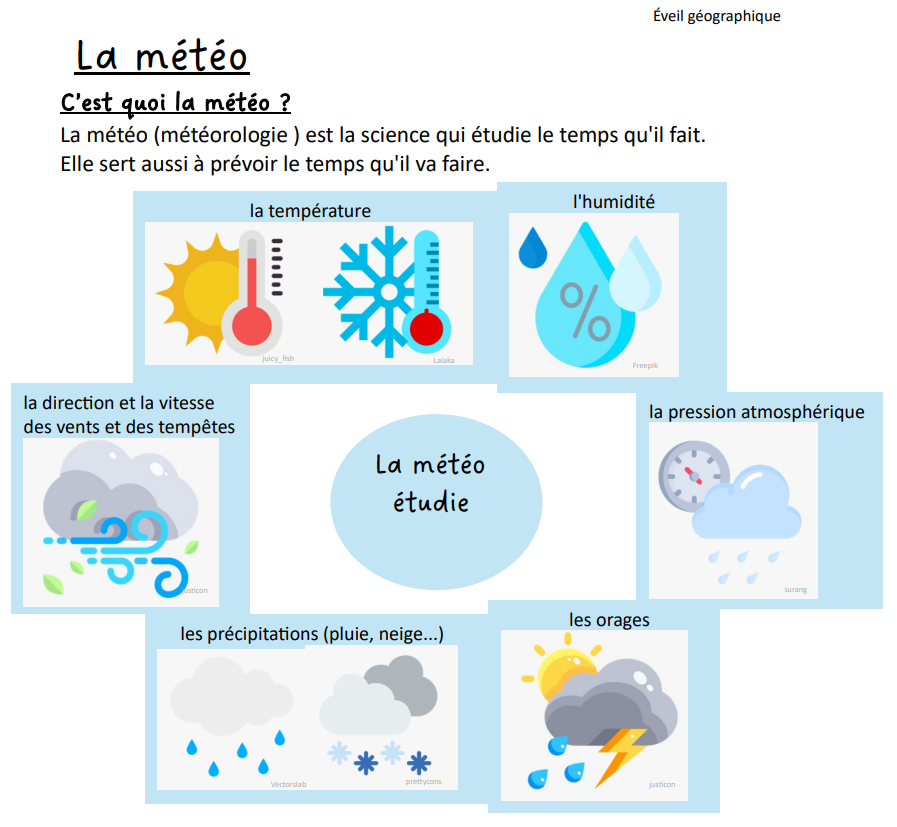 Éveil géographique
La météo
C'est quoi la météo ?
La météo (météorologie ) est la science qui étudie le temps qu'il fait.
Elle sert aussi à prévoir le temps qu'il va faire.
la température
juicy_fish
Lalaka
l'humidité
%
Freepik
la direction et la vitesse
des vents et des tempêtes
justicon
La météo
étudie
la pression atmosphérique
surang
les précipitations (pluie, neige...)
Vectorslab
prettycons
les orages
justicon